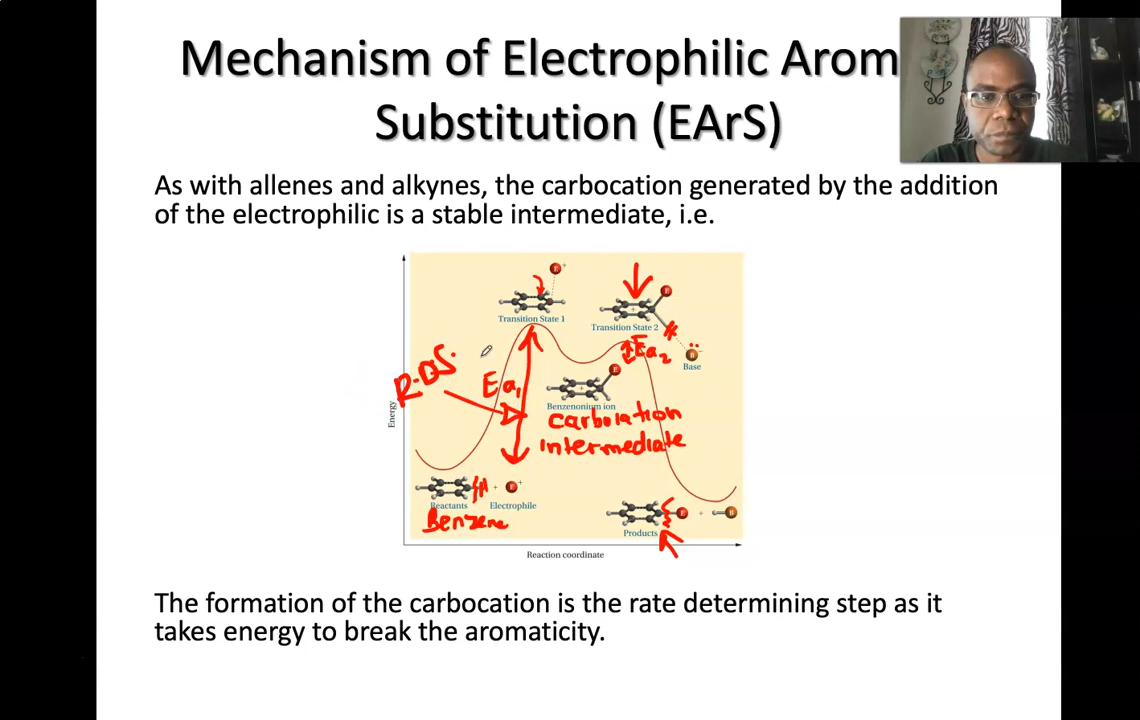 Mechanism of Electrophilic Arom
Substitution (EArS)
As with allenes and alkynes, the carbocation generated by the addition
of the electrophilic is a stable intermediate, i.e.
E +
Transition State 1
E
Transition State 2
Ea2
B -
Base
R.D.S.
Ea1
E
Benzenonium ion
Carbocation
intermediate
Energy
H + E +
Reactants Electrophile
Benzene
E + B
Products
Reaction coordinate
The formation of the carbocation is the rate determining step as it
takes energy to break the aromaticity.